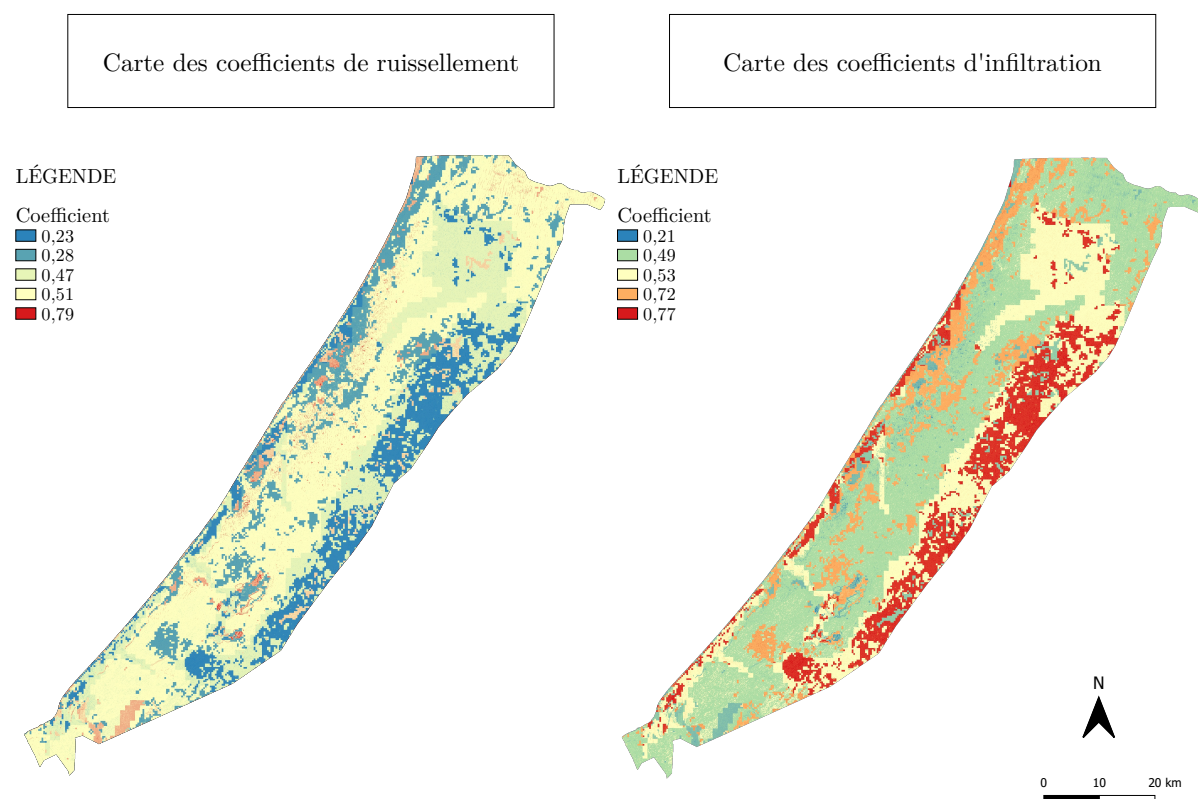 Carte des coefficients de ruissellement
Carte des coefficients d'infiltration
LÉGENDE
Coefficient
0,23
0,28
0,47
0,51
0,79
LÉGENDE
Coefficient
0,21
0,49
0,53
0,72
0,77
N
0 10 20 km